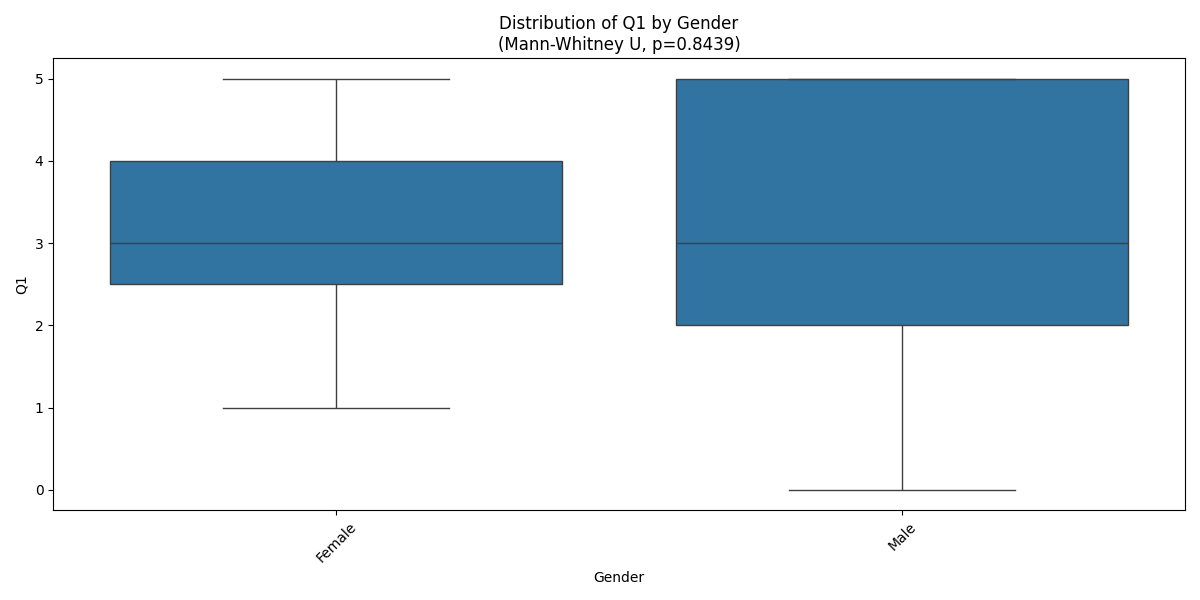 Distribution of Q1 by Gender
(Mann-Whitney U, p=0.8439)
5
4
3
2
1
0
Q1
Female
Male
Gender